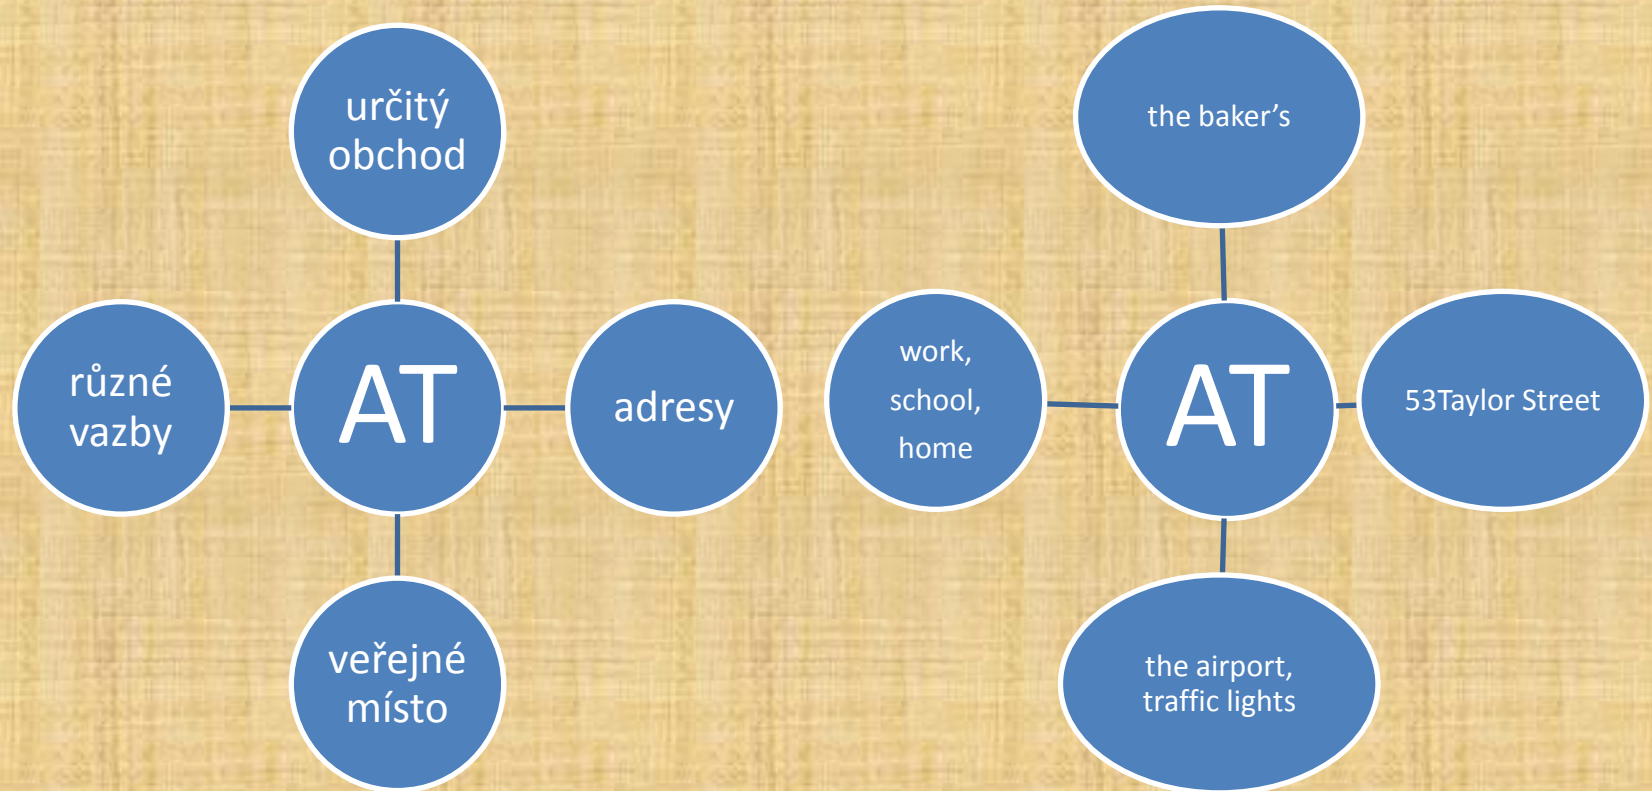 určitý
obchod
různé
vazby
AT
adresy
veřejné
místo
the baker’s
work,
school,
home
AT
53Taylor Street
the airport,
traffic lights